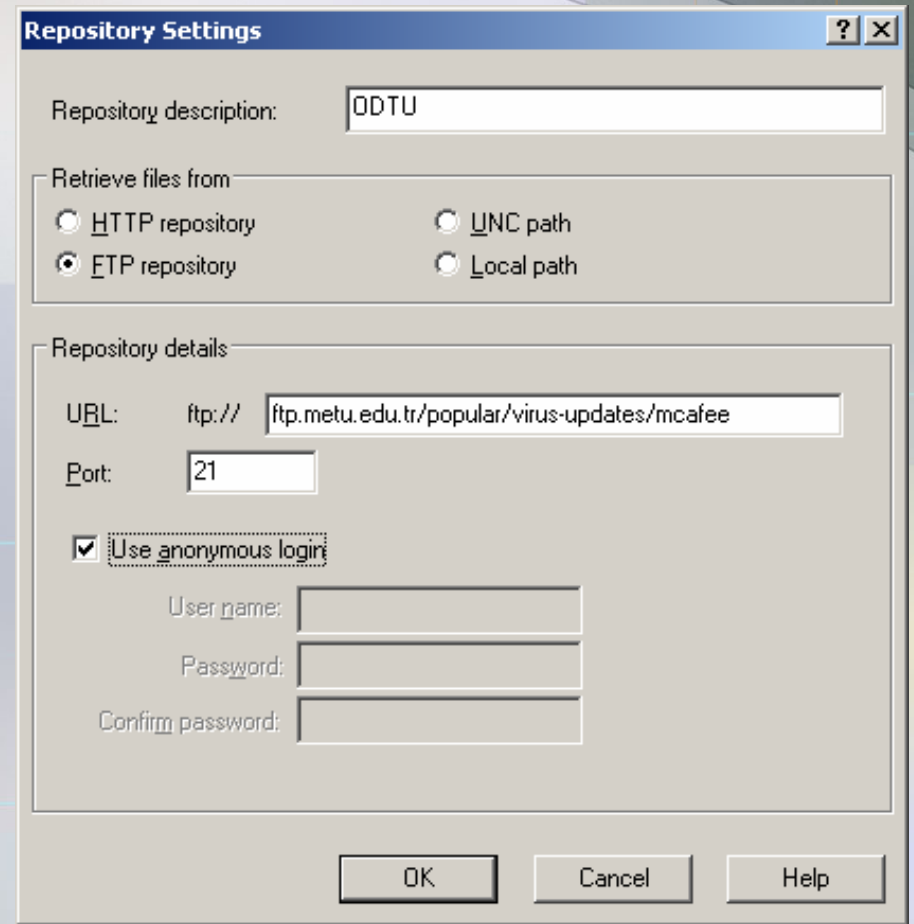 Repository Settings
Repository description: ODTU
Retrieve files from
HTTP repository UNC path
FTP repository Local path
Repository details
URL: ftp:// ftp.metu.edu.tr/popular/virus-updates/mcafee
Port: 21
Use anonymous login
User name:
Password:
Confirm password:
OK Cancel Help